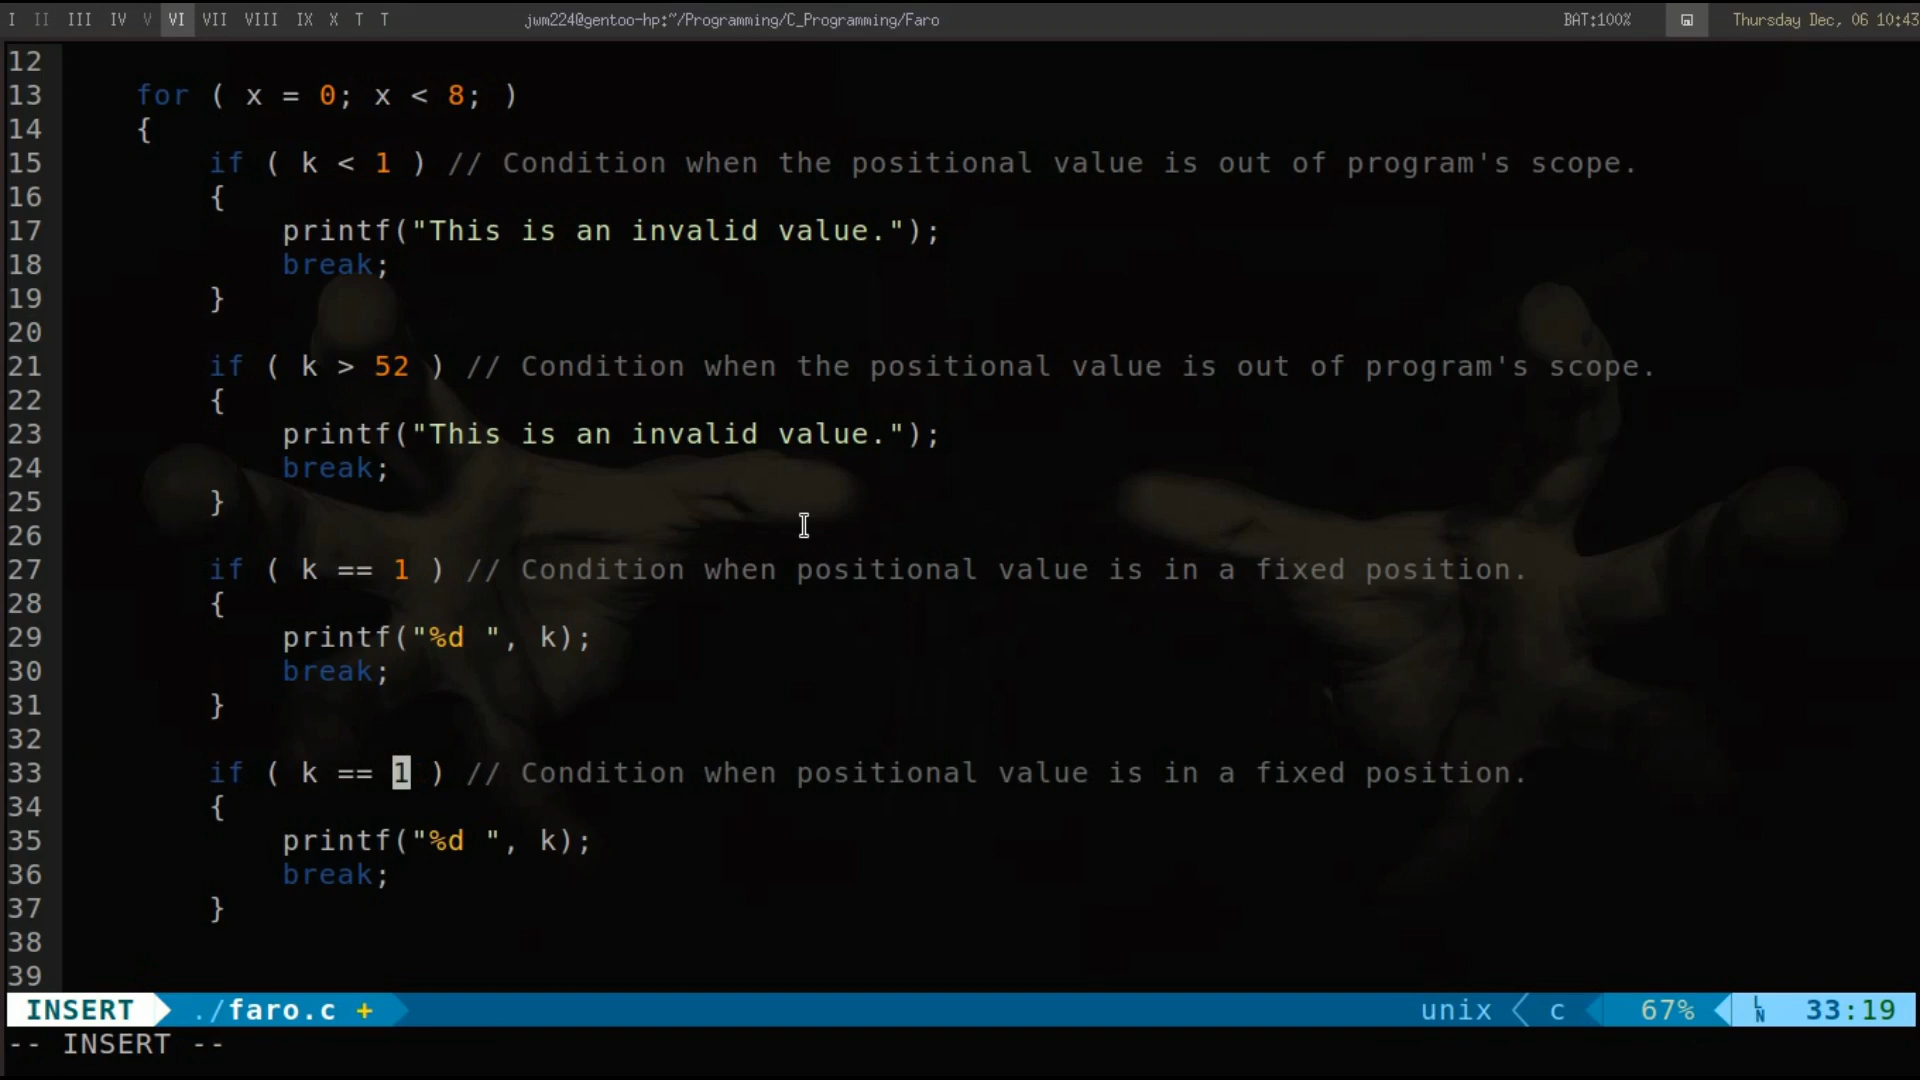 I II III IV V VI VII VIII IX X T T jwm224@gentoo-hp:~/Programming/C_Programming/Faro BAT:100% Thursday Dec, 06 10:43
12
13 for ( x = 0; x < 8; )
14 {
15 if ( k < 1 ) // Condition when the positional value is out of program's scope.
16 {
17 printf("This is an invalid value.");
18 break;
19 }
20
21 if ( k > 52 ) // Condition when the positional value is out of program's scope.
22 {
23 printf("This is an invalid value.");
24 break;
25 }
26
27 if ( k == 1 ) // Condition when positional value is in a fixed position.
28 {
29 printf("%d ", k);
30 break;
31 }
32
33 if ( k == 1 ) // Condition when positional value is in a fixed position.
34 {
35 printf("%d ", k);
36 break;
37 }
38
39
INSERT ./faro.c + unix c 67% LN 33:19
-- INSERT --